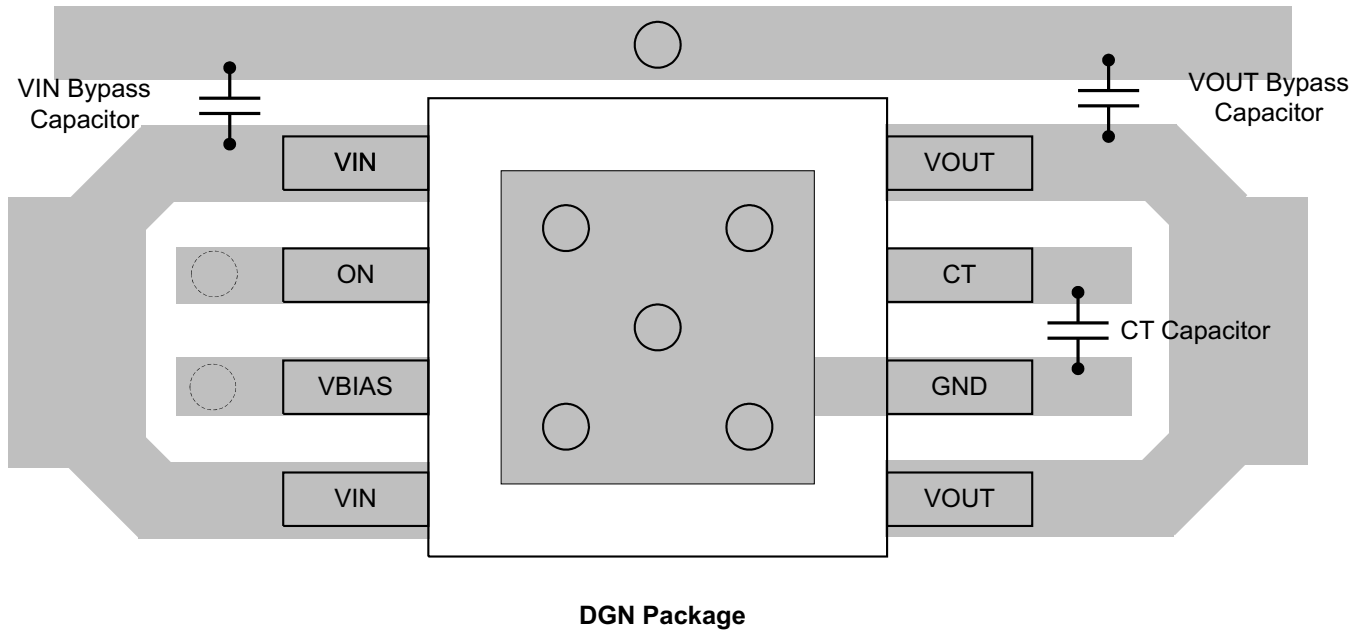 VIN Bypass
Capacitor
VOUT Bypass
Capacitor
VIN
VOUT
ON
CT
CT Capacitor
VBIAS
GND
VIN
VOUT
DGN Package